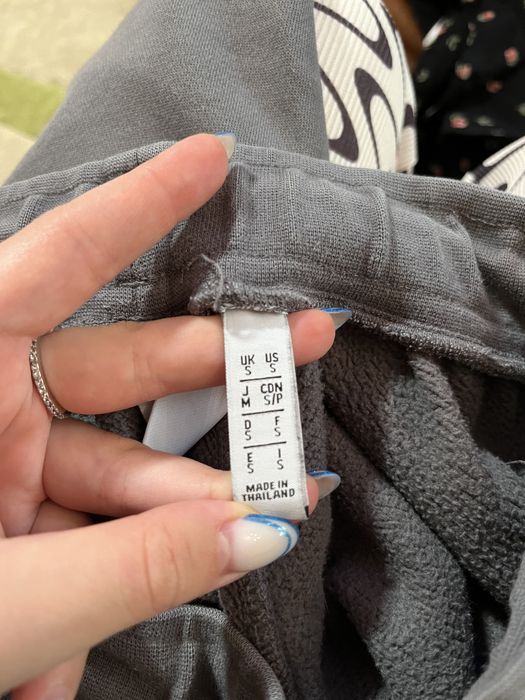 UK US
S S
J CDN
M S/P
D F
S S
E I
S S
MADE IN
THAILAND